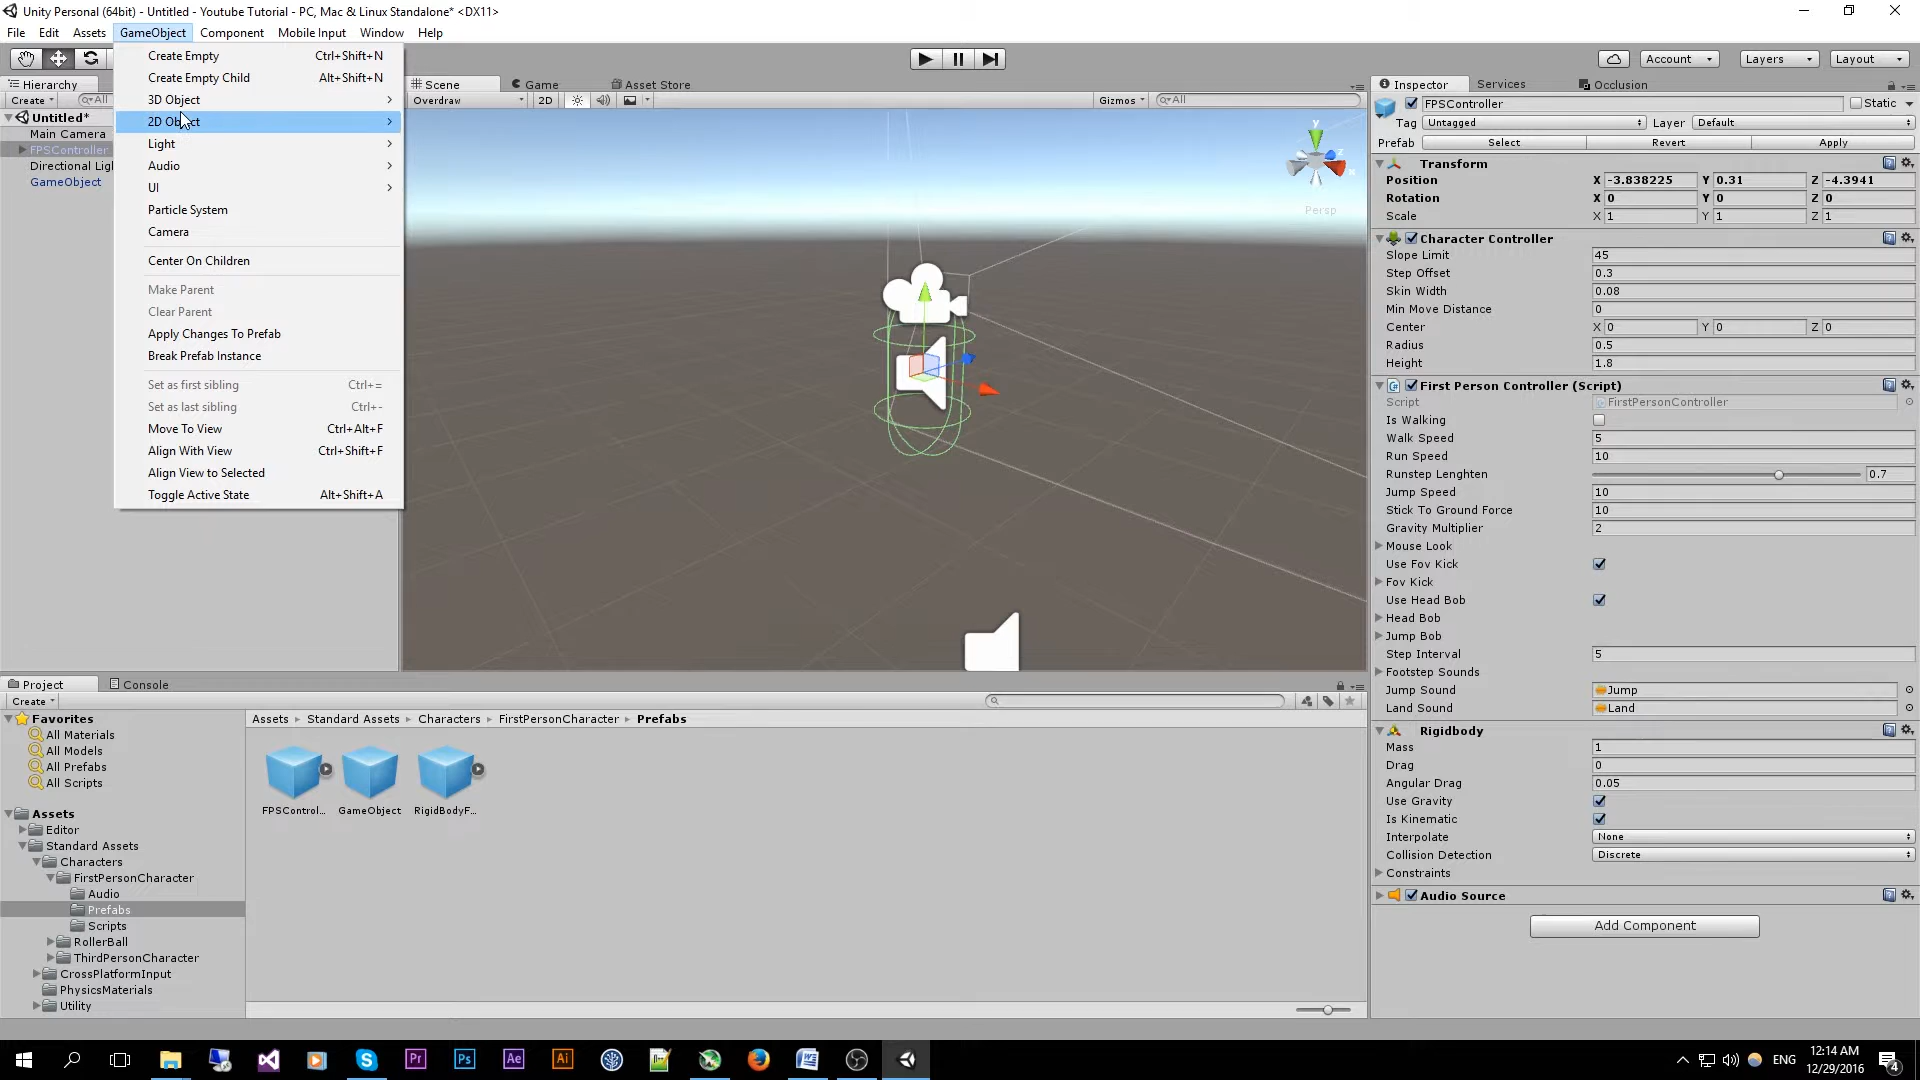 Unity Personal (64bit) - Untitled - Youtube Tutorial - PC, Mac & Linux Standalone* <DX11>
File Edit Assets GameObject Component Mobile Input Window Help
Account Layers Layout
Create Empty Ctrl+Shift+N
Create Empty Child Alt+Shift+N
3D Object
2D Object
Light
Audio
UI
Particle System
Camera
Center On Children
Make Parent
Clear Parent
Apply Changes To Prefab
Break Prefab Instance
Set as first sibling Ctrl+=
Set as last sibling Ctrl+-
Move To View Ctrl+Alt+F
Align With View Ctrl+Shift+F
Align View to Selected
Toggle Active State Alt+Shift+A
Hierarchy
Create All
Untitled*
Main Camera
FPSController
Directional Ligh
GameObject
Scene Game Asset Store
Overdraw 2D Gizmos All
y
z
x
Persp
Inspector Services Occlusion
FPSController Static
Tag Untagged Layer Default
Prefab Select Revert Apply
Transform
Position X -3.838225 Y 0.31 Z -4.3941
Rotation X 0 Y 0 Z 0
Scale X 1 Y 1 Z 1
Character Controller
Slope Limit 45
Step Offset 0.3
Skin Width 0.08
Min Move Distance 0
Center X 0 Y 0 Z 0
Radius 0.5
Height 1.8
First Person Controller (Script)
Script FirstPersonController
Is Walking
Walk Speed 5
Run Speed 10
Runstep Lenghten 0.7
Jump Speed 10
Stick To Ground Force 10
Gravity Multiplier 2
Mouse Look
Use Fov Kick
Fov Kick
Use Head Bob
Head Bob
Jump Bob
Step Interval 5
Footstep Sounds
Jump Sound Jump
Land Sound Land
Rigidbody
Mass 1
Drag 0
Angular Drag 0.05
Use Gravity
Is Kinematic
Interpolate None
Collision Detection Discrete
Constraints
Audio Source
Add Component
Project Console
Create
Favorites
All Materials
All Models
All Prefabs
All Scripts
Assets
Editor
Standard Assets
Characters
FirstPersonCharacter
Audio
Prefabs
Scripts
RollerBall
ThirdPersonCharacter
CrossPlatformInput
PhysicsMaterials
Utility
Assets Standard Assets Characters FirstPersonCharacter Prefabs
FPSControl... GameObject RigidBodyF...
Pr Ps Ae Ai
ENG
12:14 AM
12/29/2016
4